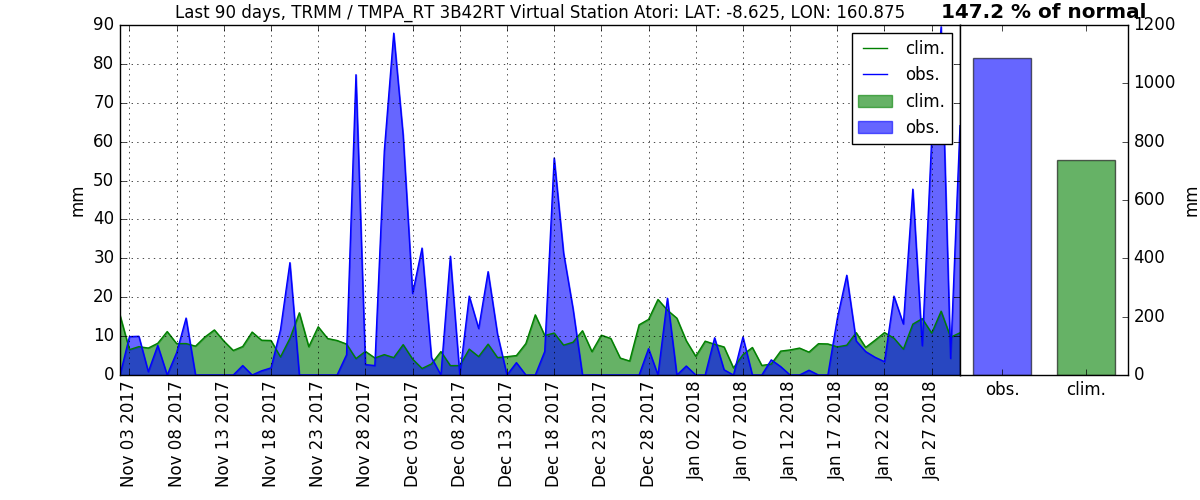 Last 90 days, TRMM / TMPA_RT 3B42RT Virtual Station Atori: LAT: -8.625, LON: 160.875
147.2 % of normal
90
80
70
60
50
40
30
20
10
0
mm
clim.
obs.
clim.
obs.
1200
1000
800
600
400
200
0
mm
Nov 03 2017
Nov 08 2017
Nov 13 2017
Nov 18 2017
Nov 23 2017
Nov 28 2017
Dec 03 2017
Dec 08 2017
Dec 13 2017
Dec 18 2017
Dec 23 2017
Dec 28 2017
Jan 02 2018
Jan 07 2018
Jan 12 2018
Jan 17 2018
Jan 22 2018
Jan 27 2018
obs.
clim.